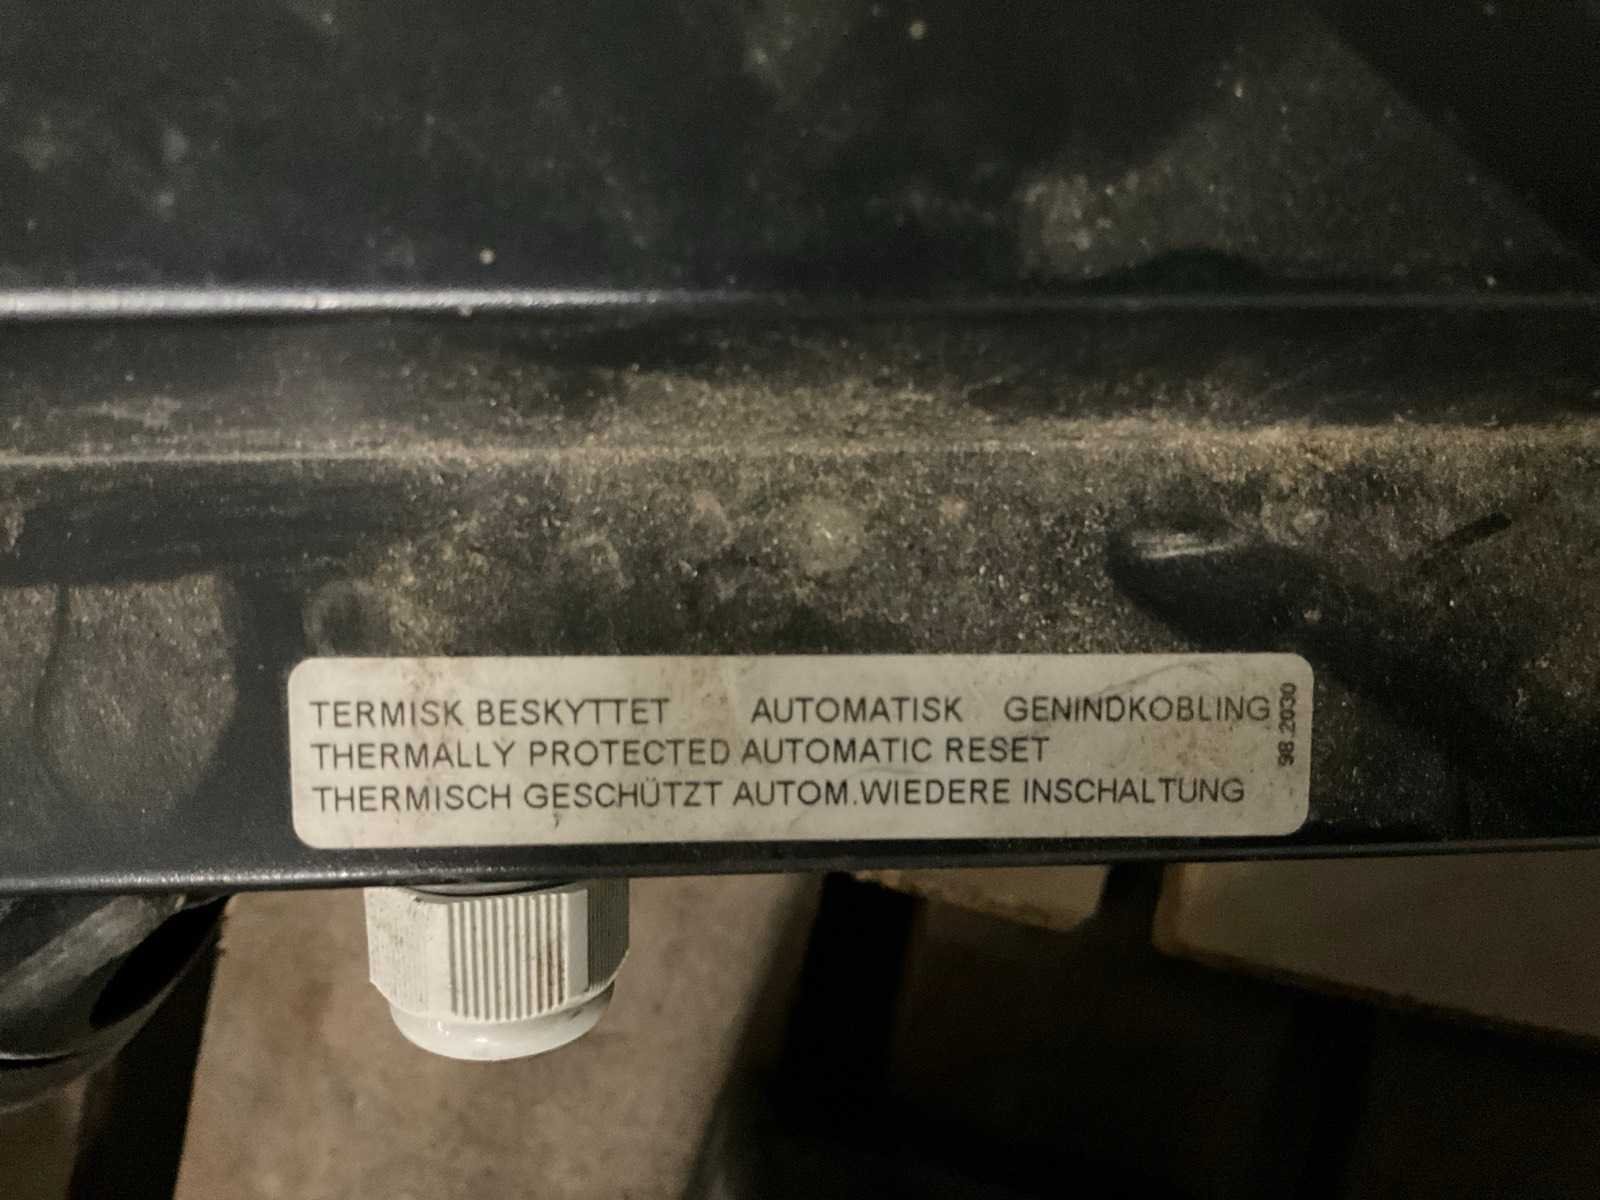 TERMISK BESKYTTET AUTOMATISK GENINDKOBLING
THERMALLY PROTECTED AUTOMATIC RESET
THERMISCH GESCHÜTZT AUTOM.WIEDERE INSCHALTUNG
98.2030